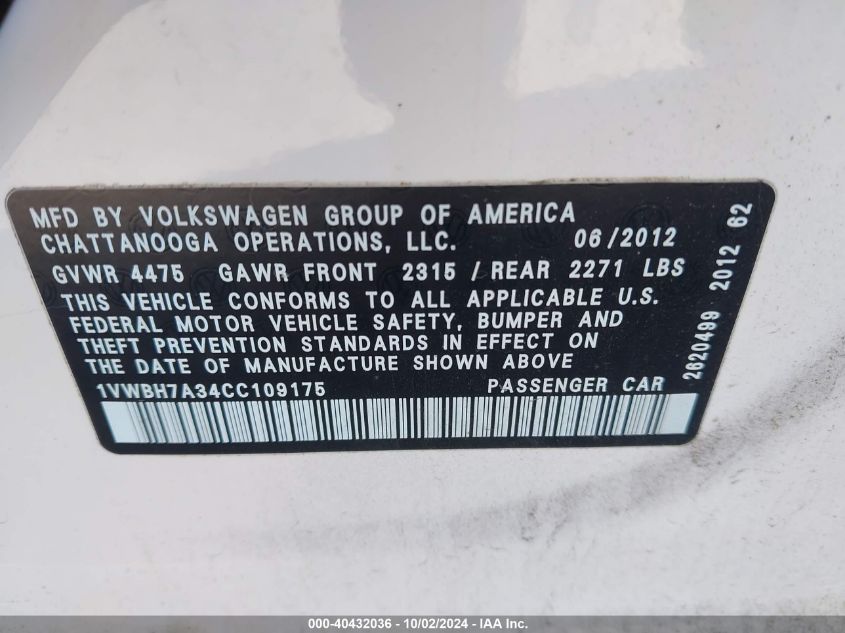 MFD BY VOLKSWAGEN GROUP OF AMERICA
CHATTANOOGA OPERATIONS, LLC. 06/2012
GVWR 4475 GAWR FRONT 2315 / REAR 2271 LBS
THIS VEHICLE CONFORMS TO ALL APPLICABLE U.S.
FEDERAL MOTOR VEHICLE SAFETY, BUMPER AND
THEFT PREVENTION STANDARDS IN EFFECT ON
THE DATE OF MANUFACTURE SHOWN ABOVE
1VWBH7A34CC109175 PASSENGER CAR
2620499 2012 62
000-40432036 - 10/02/2024 - IAA Inc.